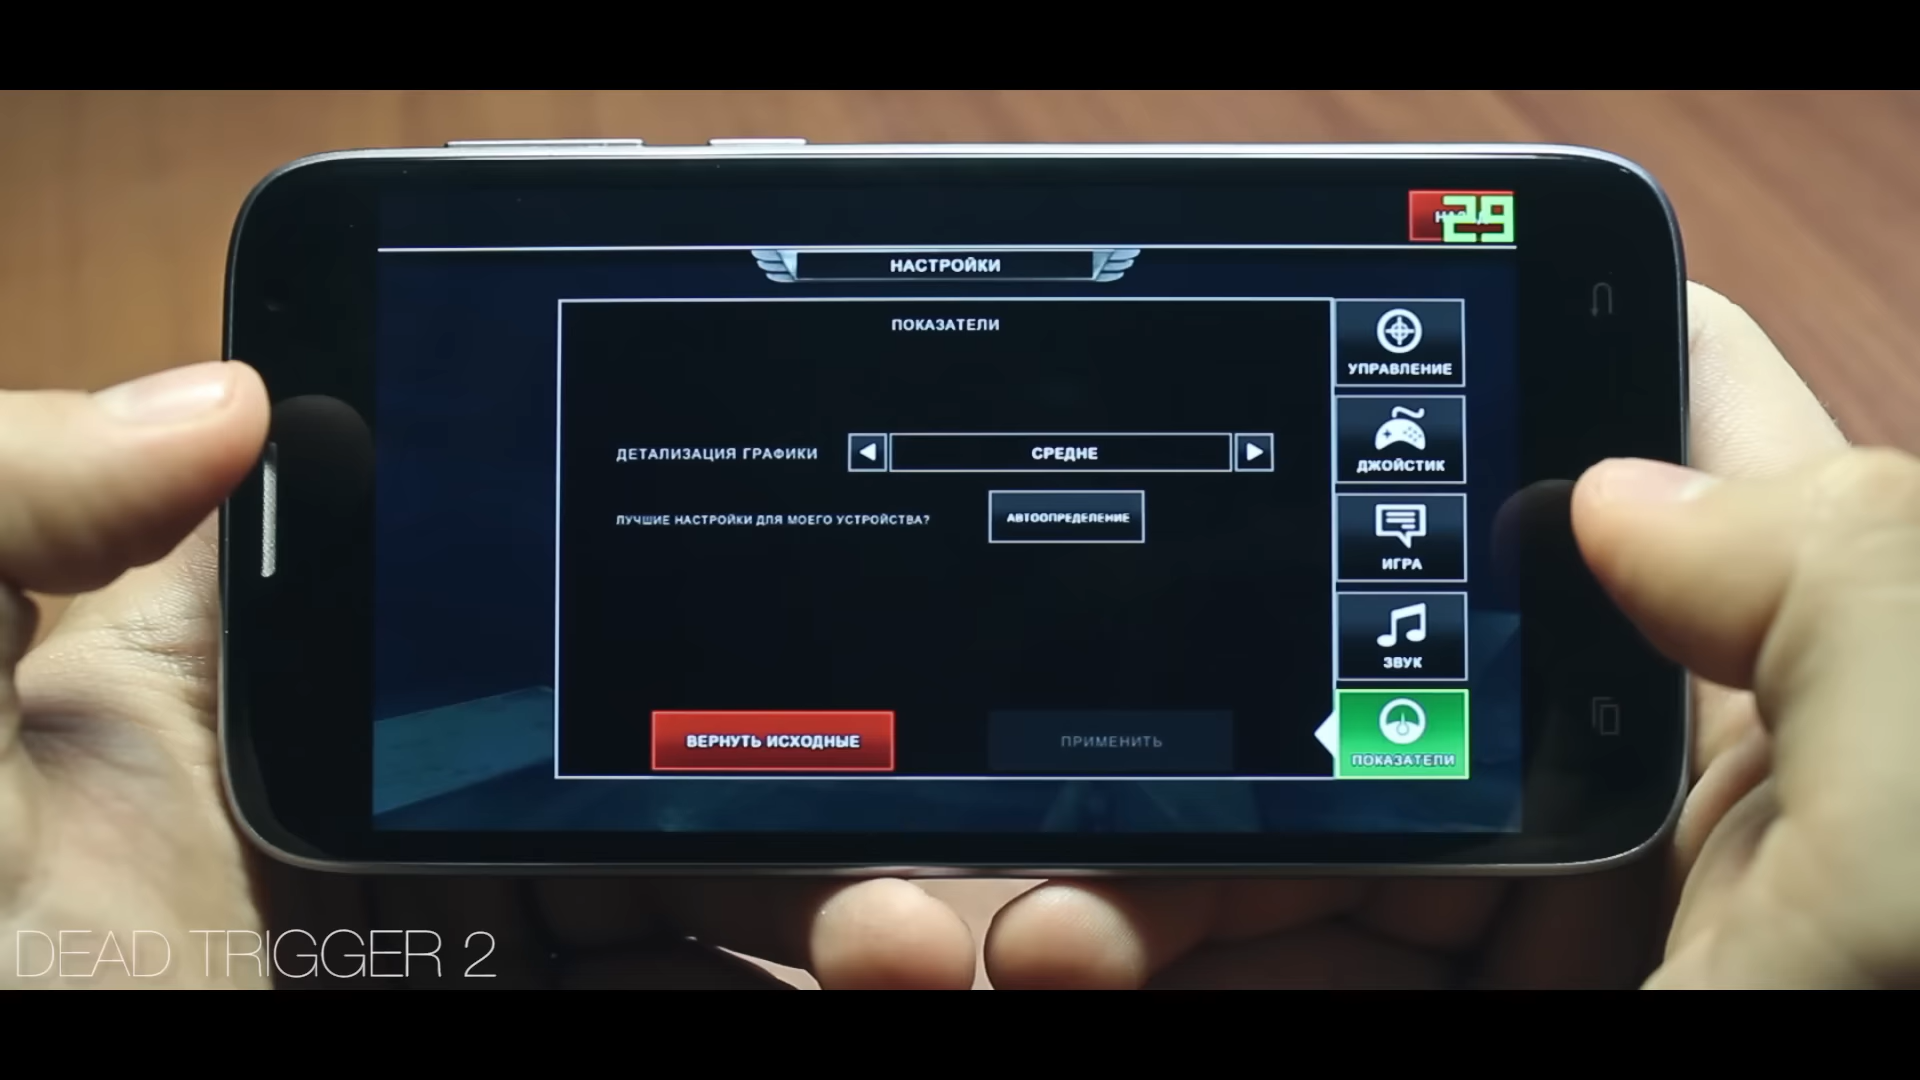 29
НАСТРОЙКИ
ПОКАЗАТЕЛИ
УПРАВЛЕНИЕ
ДЕТАЛИЗАЦИЯ ГРАФИКИ
СРЕДНЕ
ДЖОЙСТИК
ЛУЧШИЕ НАСТРОЙКИ ДЛЯ МОЕГО УСТРОЙСТВА?
АВТООПРЕДЕЛЕНИЕ
ИГРА
ЗВУК
ВЕРНУТЬ ИСХОДНЫЕ
ПРИМЕНИТЬ
ПОКАЗАТЕЛИ
DEAD TRIGGER 2